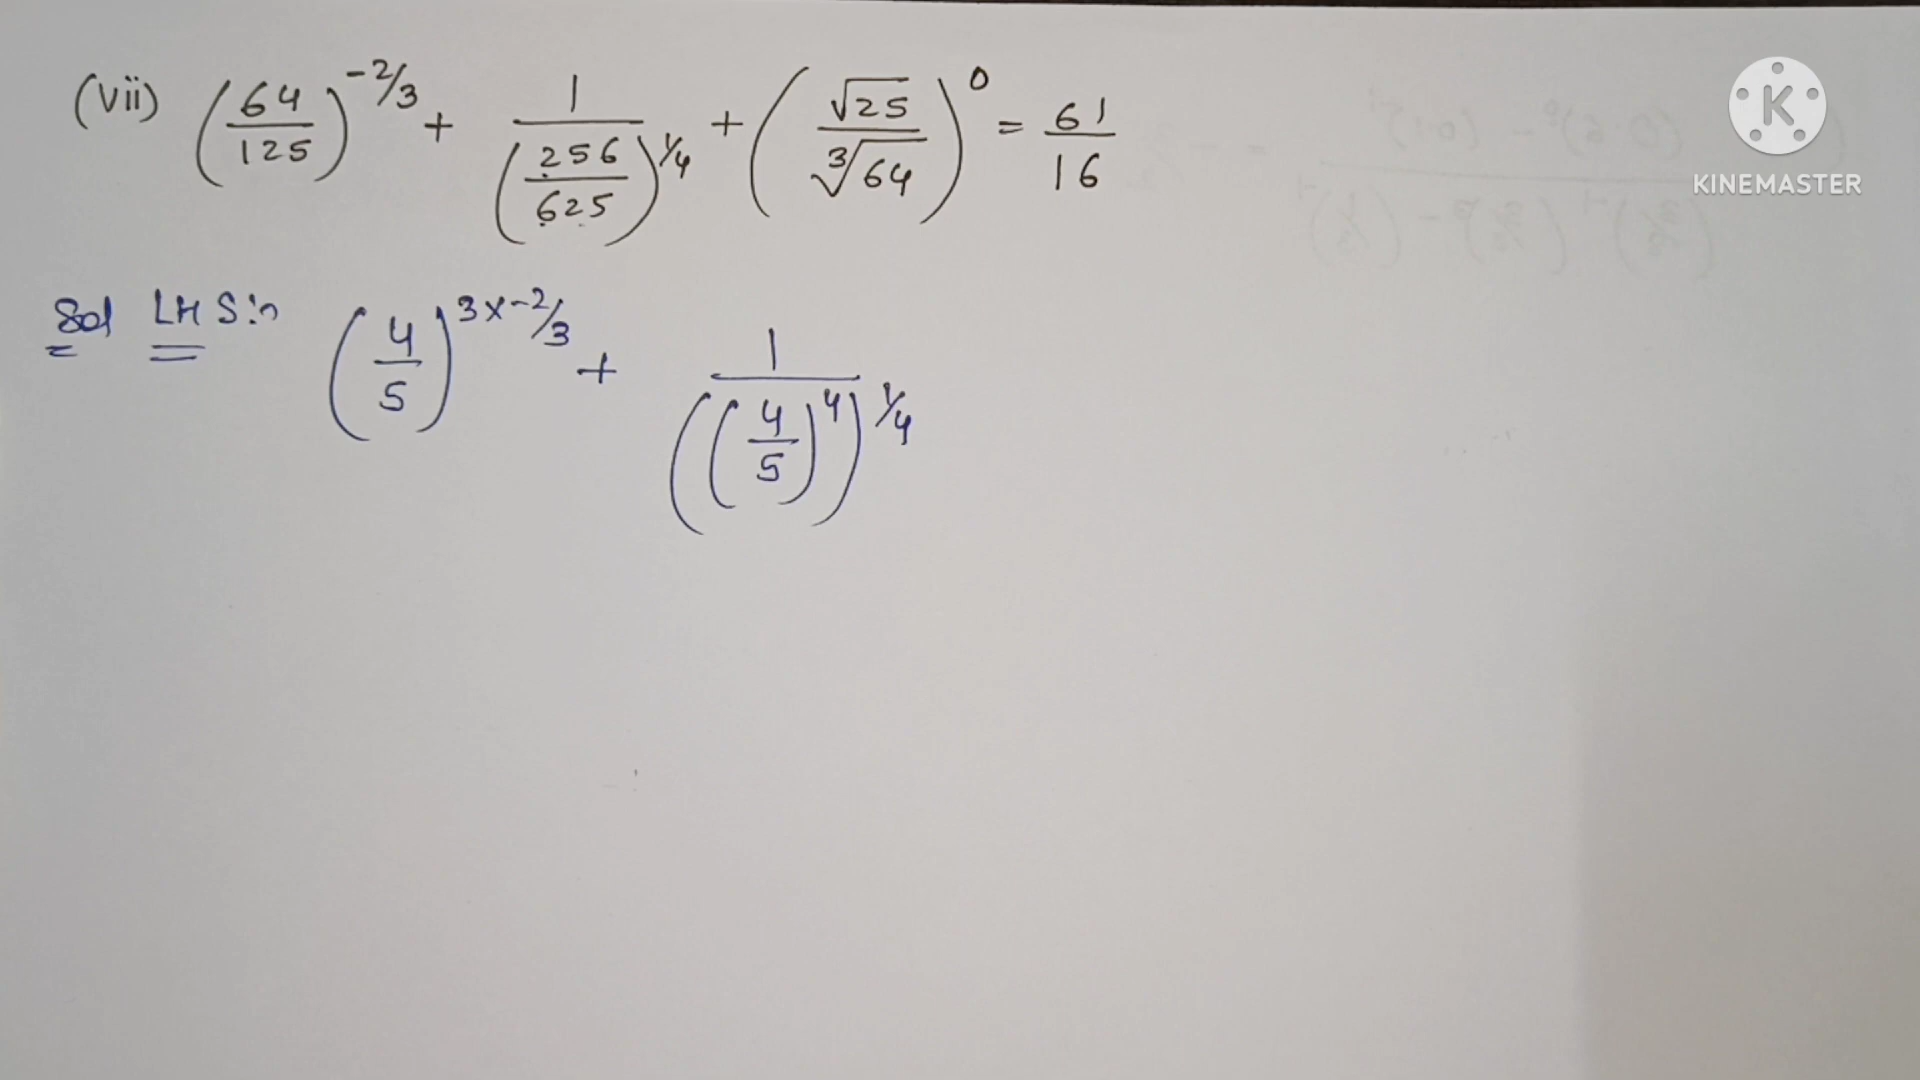 (vii) (64/125)^-2/3 + 1/(256/625)^1/4 + (√25/∛64)^0 = 61/16
Sol LHS:- (4/5)^3x-2/3 + 1/((4/5)^4)^1/4
KINEMASTER